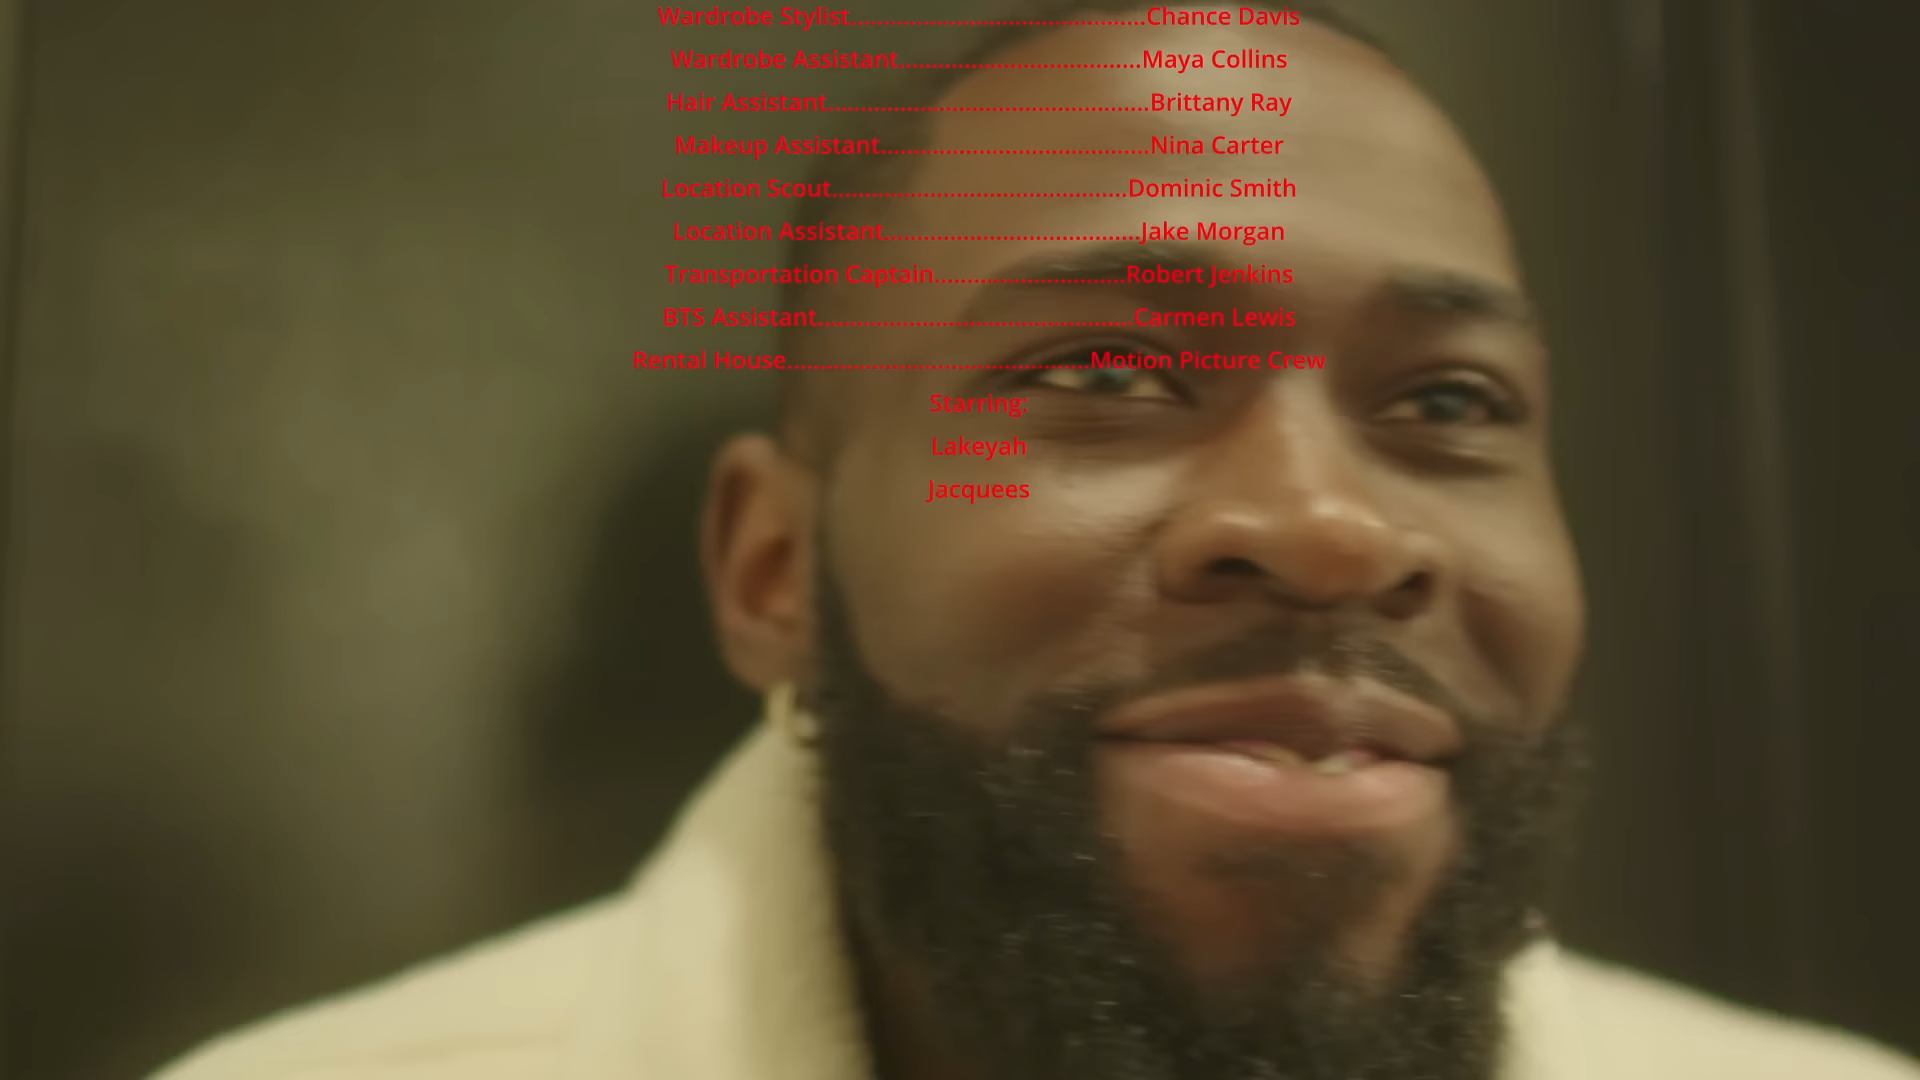 Wardrobe Stylist.............................................Chance Davis
Wardrobe Assistant.....................................Maya Collins
Hair Assistant.................................................Brittany Ray
Makeup Assistant.........................................Nina Carter
Location Scout.............................................Dominic Smith
Location Assistant.......................................Jake Morgan
Transportation Captain.............................Robert Jenkins
BTS Assistant................................................Carmen Lewis
Rental House..............................................Motion Picture Crew
Starring:
Lakeyah
Jacquees